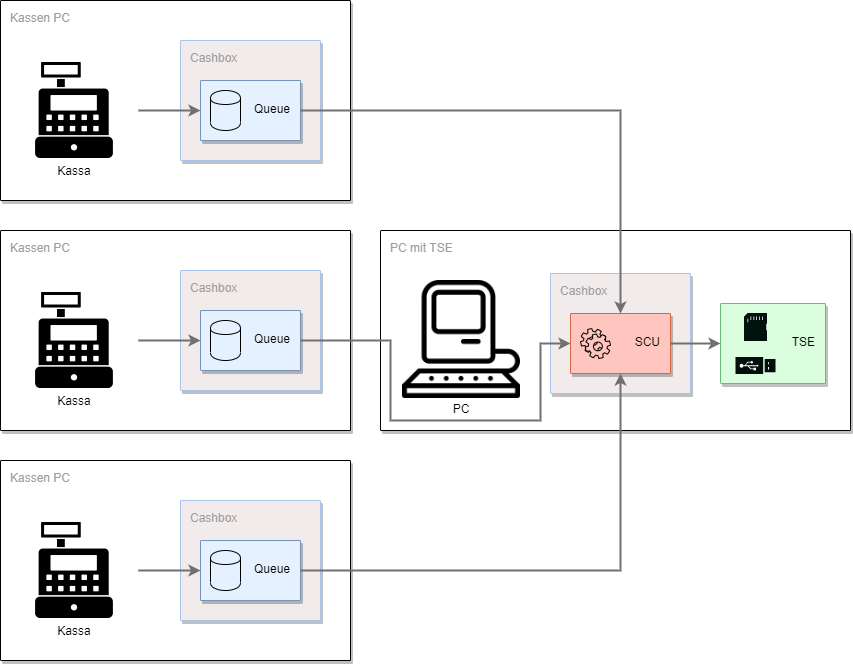 Kassen PC
Cashbox
Queue
Kassa
Kassen PC
Cashbox
Queue
Kassa
PC mit TSE
Cashbox
SCU
TSE
PC
Kassen PC
Cashbox
Queue
Kassa